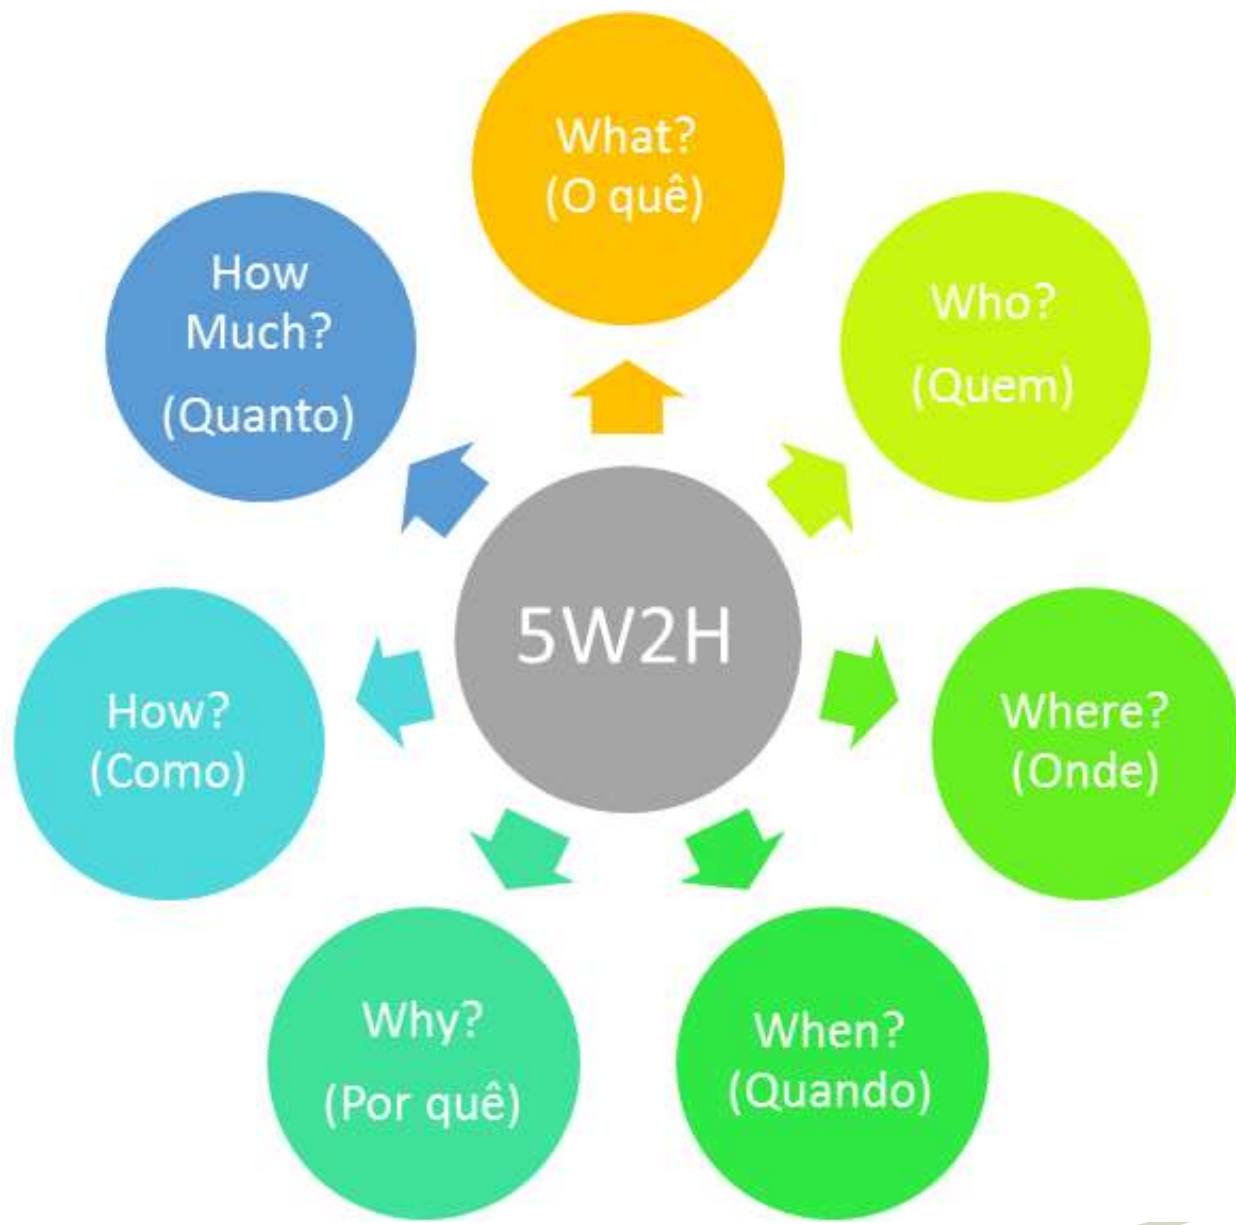 What?
(O quê)
Who?
(Quem)
Where?
(Onde)
When?
(Quando)
Why?
(Por quê)
How?
(Como)
How
Much?
(Quanto)
5W2H